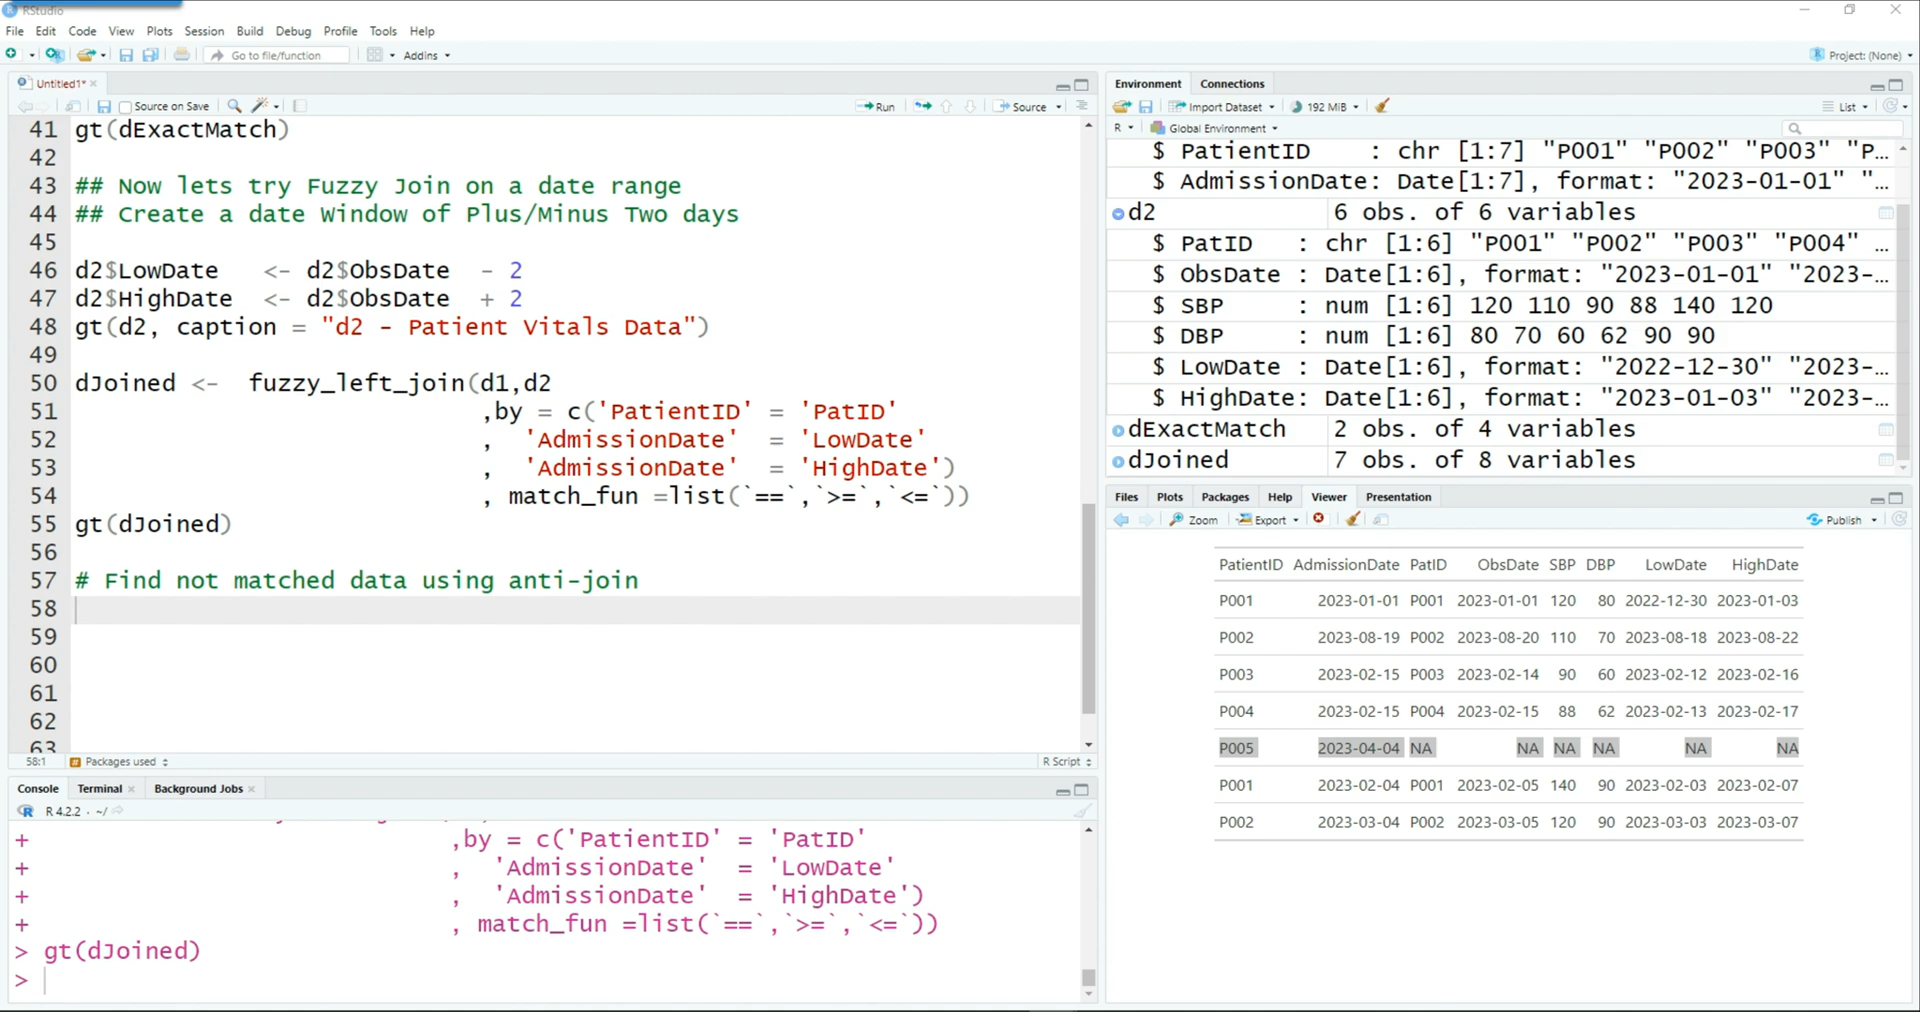 RStudio
File Edit Code View Plots Session Build Debug Profile Tools Help
Go to file/function Addins Project: (None)
Untitled1*
Source on Save Run Source
41 gt(dExactMatch)
42
43 ## Now lets try Fuzzy Join on a date range
44 ## Create a date Window of Plus/Minus Two days
45
46 d2$LowDate <- d2$ObsDate - 2
47 d2$HighDate <- d2$ObsDate + 2
48 gt(d2, caption = "d2 - Patient Vitals Data")
49
50 dJoined <- fuzzy_left_join(d1,d2
51 ,by = c('PatientID' = 'PatID'
52 , 'AdmissionDate' = 'LowDate'
53 , 'AdmissionDate' = 'HighDate')
54 , match_fun =list(`==`,`>=`,`<=`))
55 gt(dJoined)
56
57 # Find not matched data using anti-join
58
59
60
61
62
63
58:1 # Packages used R Script
Console Terminal Background Jobs
R 4.2.2 · ~/
+ ,by = c('PatientID' = 'PatID'
+ , 'AdmissionDate' = 'LowDate'
+ , 'AdmissionDate' = 'HighDate')
+ , match_fun =list(`==`,`>=`,`<=`))
> gt(dJoined)
>
Environment Connections
Import Dataset 192 MiB List
R Global Environment
$ PatientID : chr [1:7] "P001" "P002" "P003" "P...
$ AdmissionDate: Date[1:7], format: "2023-01-01" "...
d2 6 obs. of 6 variables
$ PatID : chr [1:6] "P001" "P002" "P003" "P004" ...
$ ObsDate : Date[1:6], format: "2023-01-01" "2023-...
$ SBP : num [1:6] 120 110 90 88 140 120
$ DBP : num [1:6] 80 70 60 62 90 90
$ LowDate : Date[1:6], format: "2022-12-30" "2023-...
$ HighDate: Date[1:6], format: "2023-01-03" "2023-...
dExactMatch 2 obs. of 4 variables
dJoined 7 obs. of 8 variables
Files Plots Packages Help Viewer Presentation
Zoom Export Publish
PatientID AdmissionDate PatID ObsDate SBP DBP LowDate HighDate
P001 2023-01-01 P001 2023-01-01 120 80 2022-12-30 2023-01-03
P002 2023-08-19 P002 2023-08-20 110 70 2023-08-18 2023-08-22
P003 2023-02-15 P003 2023-02-14 90 60 2023-02-12 2023-02-16
P004 2023-02-15 P004 2023-02-15 88 62 2023-02-13 2023-02-17
P005 2023-04-04 NA NA NA NA NA NA
P001 2023-02-04 P001 2023-02-05 140 90 2023-02-03 2023-02-07
P002 2023-03-04 P002 2023-03-05 120 90 2023-03-03 2023-03-07